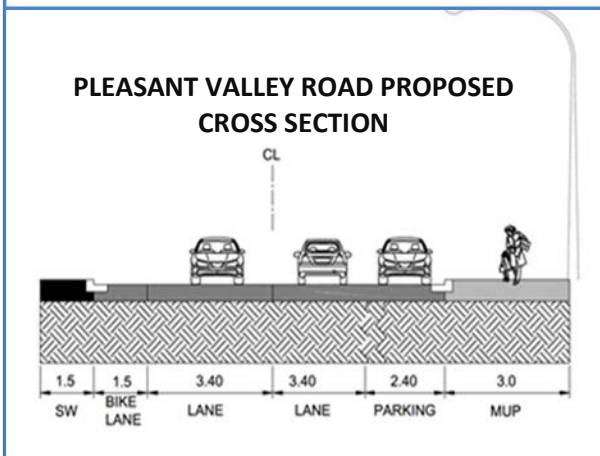 PLEASANT VALLEY ROAD PROPOSED
CROSS SECTION
CL
1.5 1.5 3.40 3.40 2.40 3.0
SW BIKE LANE LANE LANE PARKING MUP